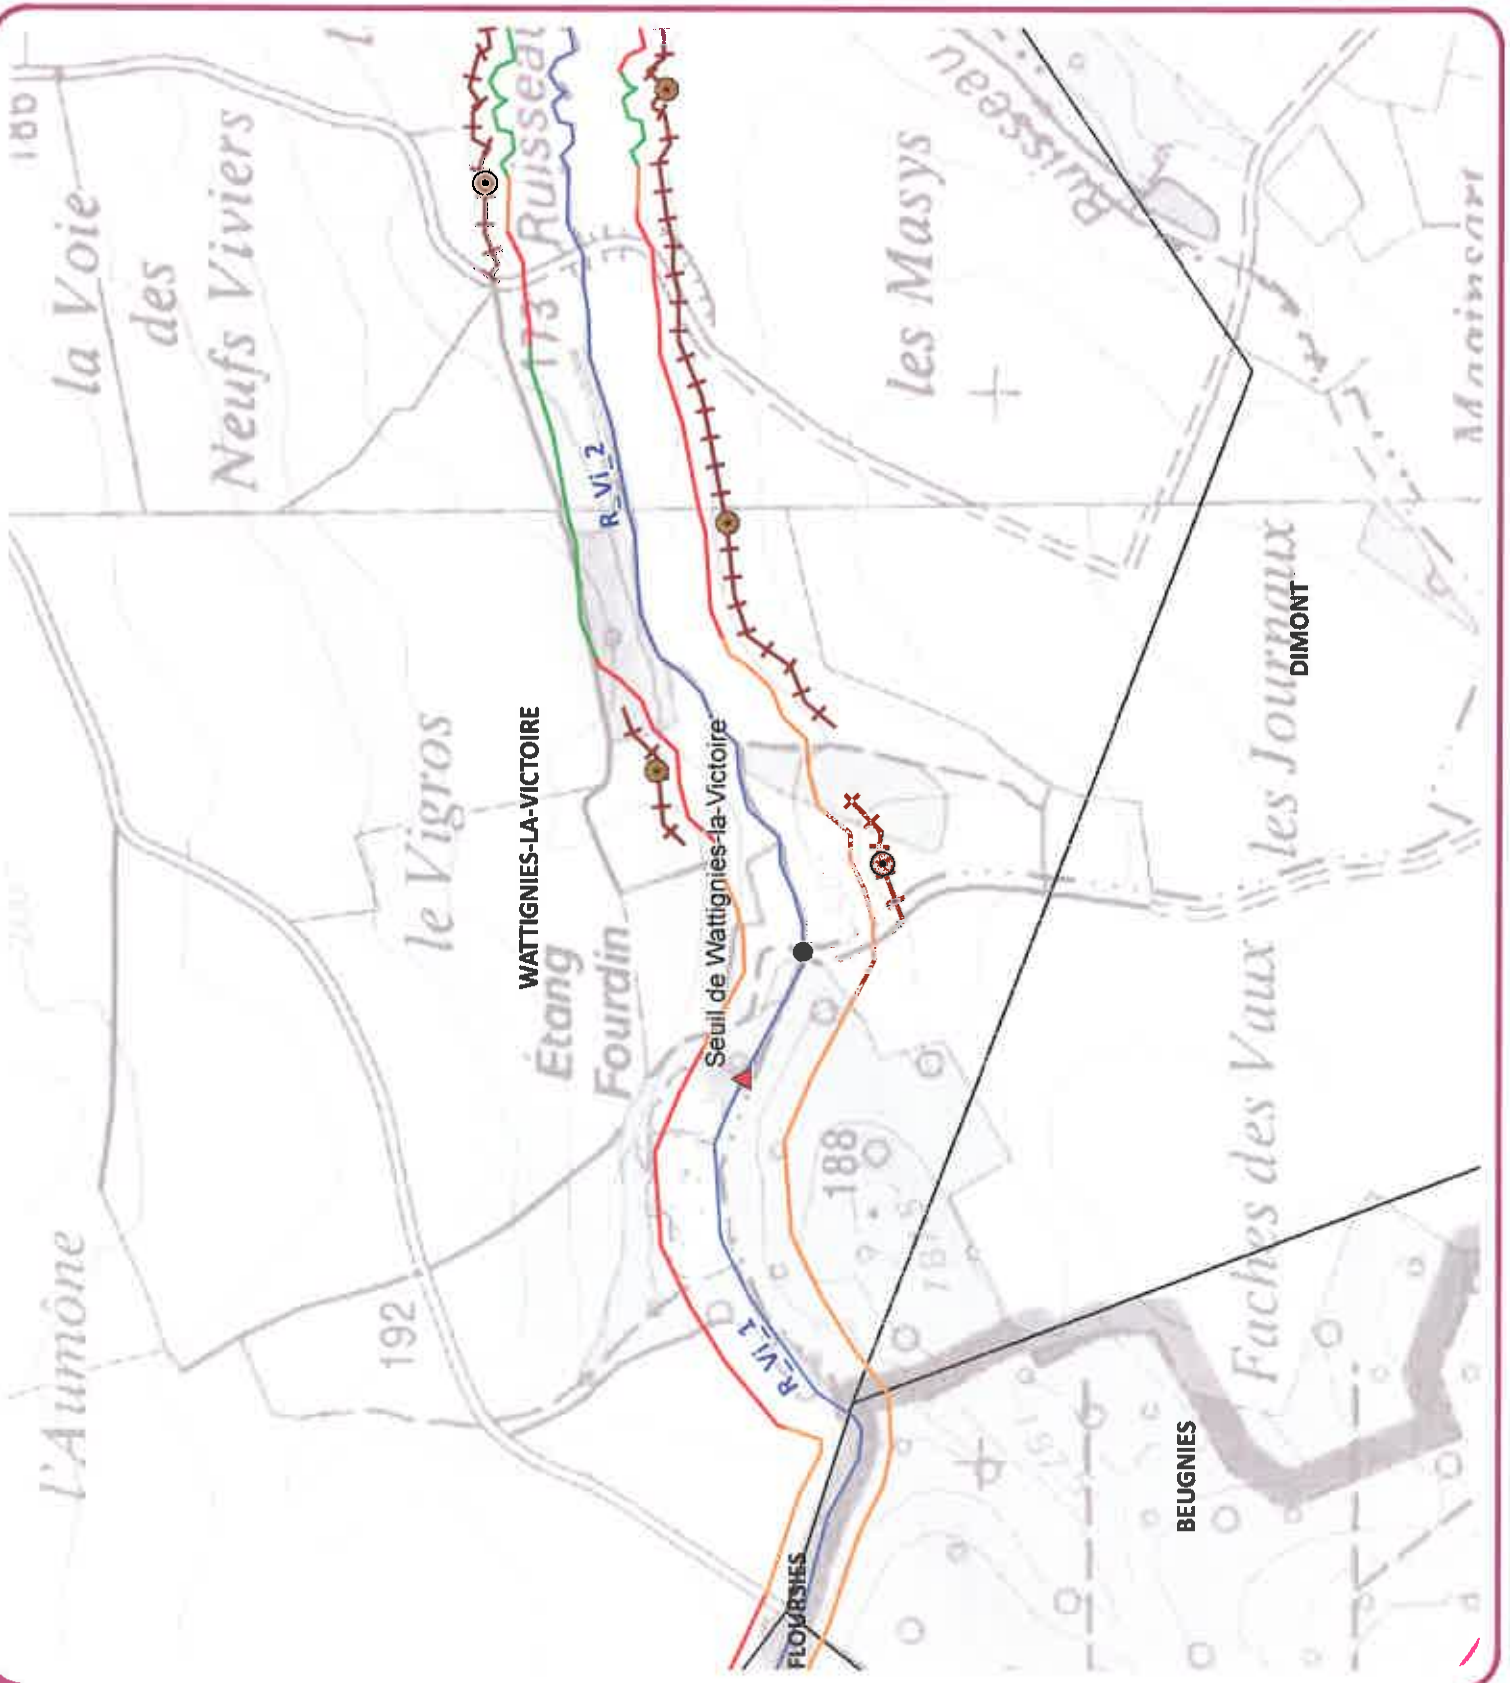 l'Aumône
192
la Voie
des
Neufs Viviers
le Vigros
WATTIGNIES-LA-VICTOIRE
Étang
Fourdin
Ruisseau
173
R_Vi_2
Seuil de Wattignies-la-Victoire
R_Vi_1
FLOURSIES
188
les Masys
Ruisseau
DIMONT
les Journaux
Faches des Vaux
BEUGNIES